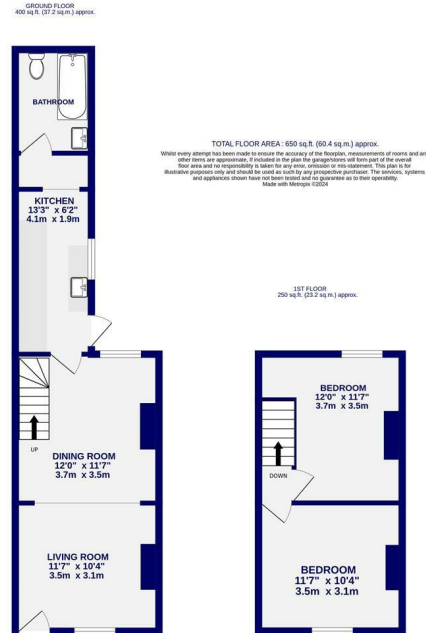 GROUND FLOOR
400 sq.ft. (37.2 sq.m.) approx.
BATHROOM
TOTAL FLOOR AREA : 650 sq.ft. (60.4 sq.m.) approx.
Whilst every attempt has been made to ensure the accuracy of the floorplan, measurements of rooms and an
other items are approximate. If included in the plan the garage/stores will form part of the overall
floor area and no responsibility is taken for any error, omission or mis-statement. This plan is for
illustrative purposes only and should be used as such by any prospective purchaser. The services, systems
and appliances shown have not been tested and no guarantee as to their operability.
Made with Metropix ©2024
KITCHEN
13'3" x 6'2"
4.1m x 1.9m
1ST FLOOR
250 sq.ft. (23.2 sq.m.) approx.
UP
DINING ROOM
12'0" x 11'7"
3.7m x 3.5m
BEDROOM
12'0" x 11'7"
3.7m x 3.5m
DOWN
LIVING ROOM
11'7" x 10'4"
3.5m x 3.1m
BEDROOM
11'7" x 10'4"
3.5m x 3.1m